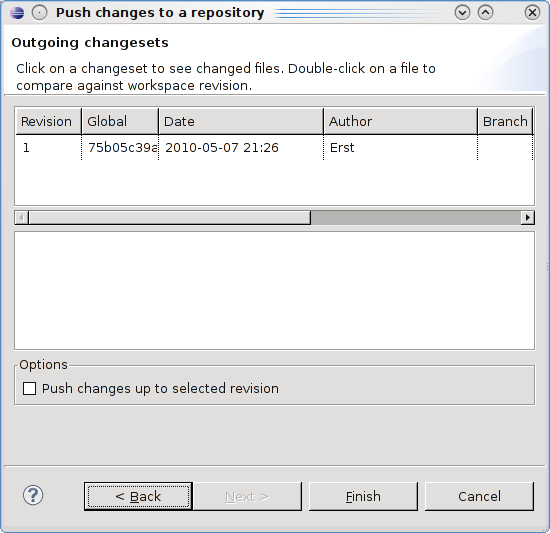 Push changes to a repository
Outgoing changesets
Click on a changeset to see changed files. Double-click on a file to
compare against workspace revision.
Revision Global Date Author Branch
1 75b05c39a 2010-05-07 21:26 Erst
Options
Push changes up to selected revision
? < Back Next > Finish Cancel